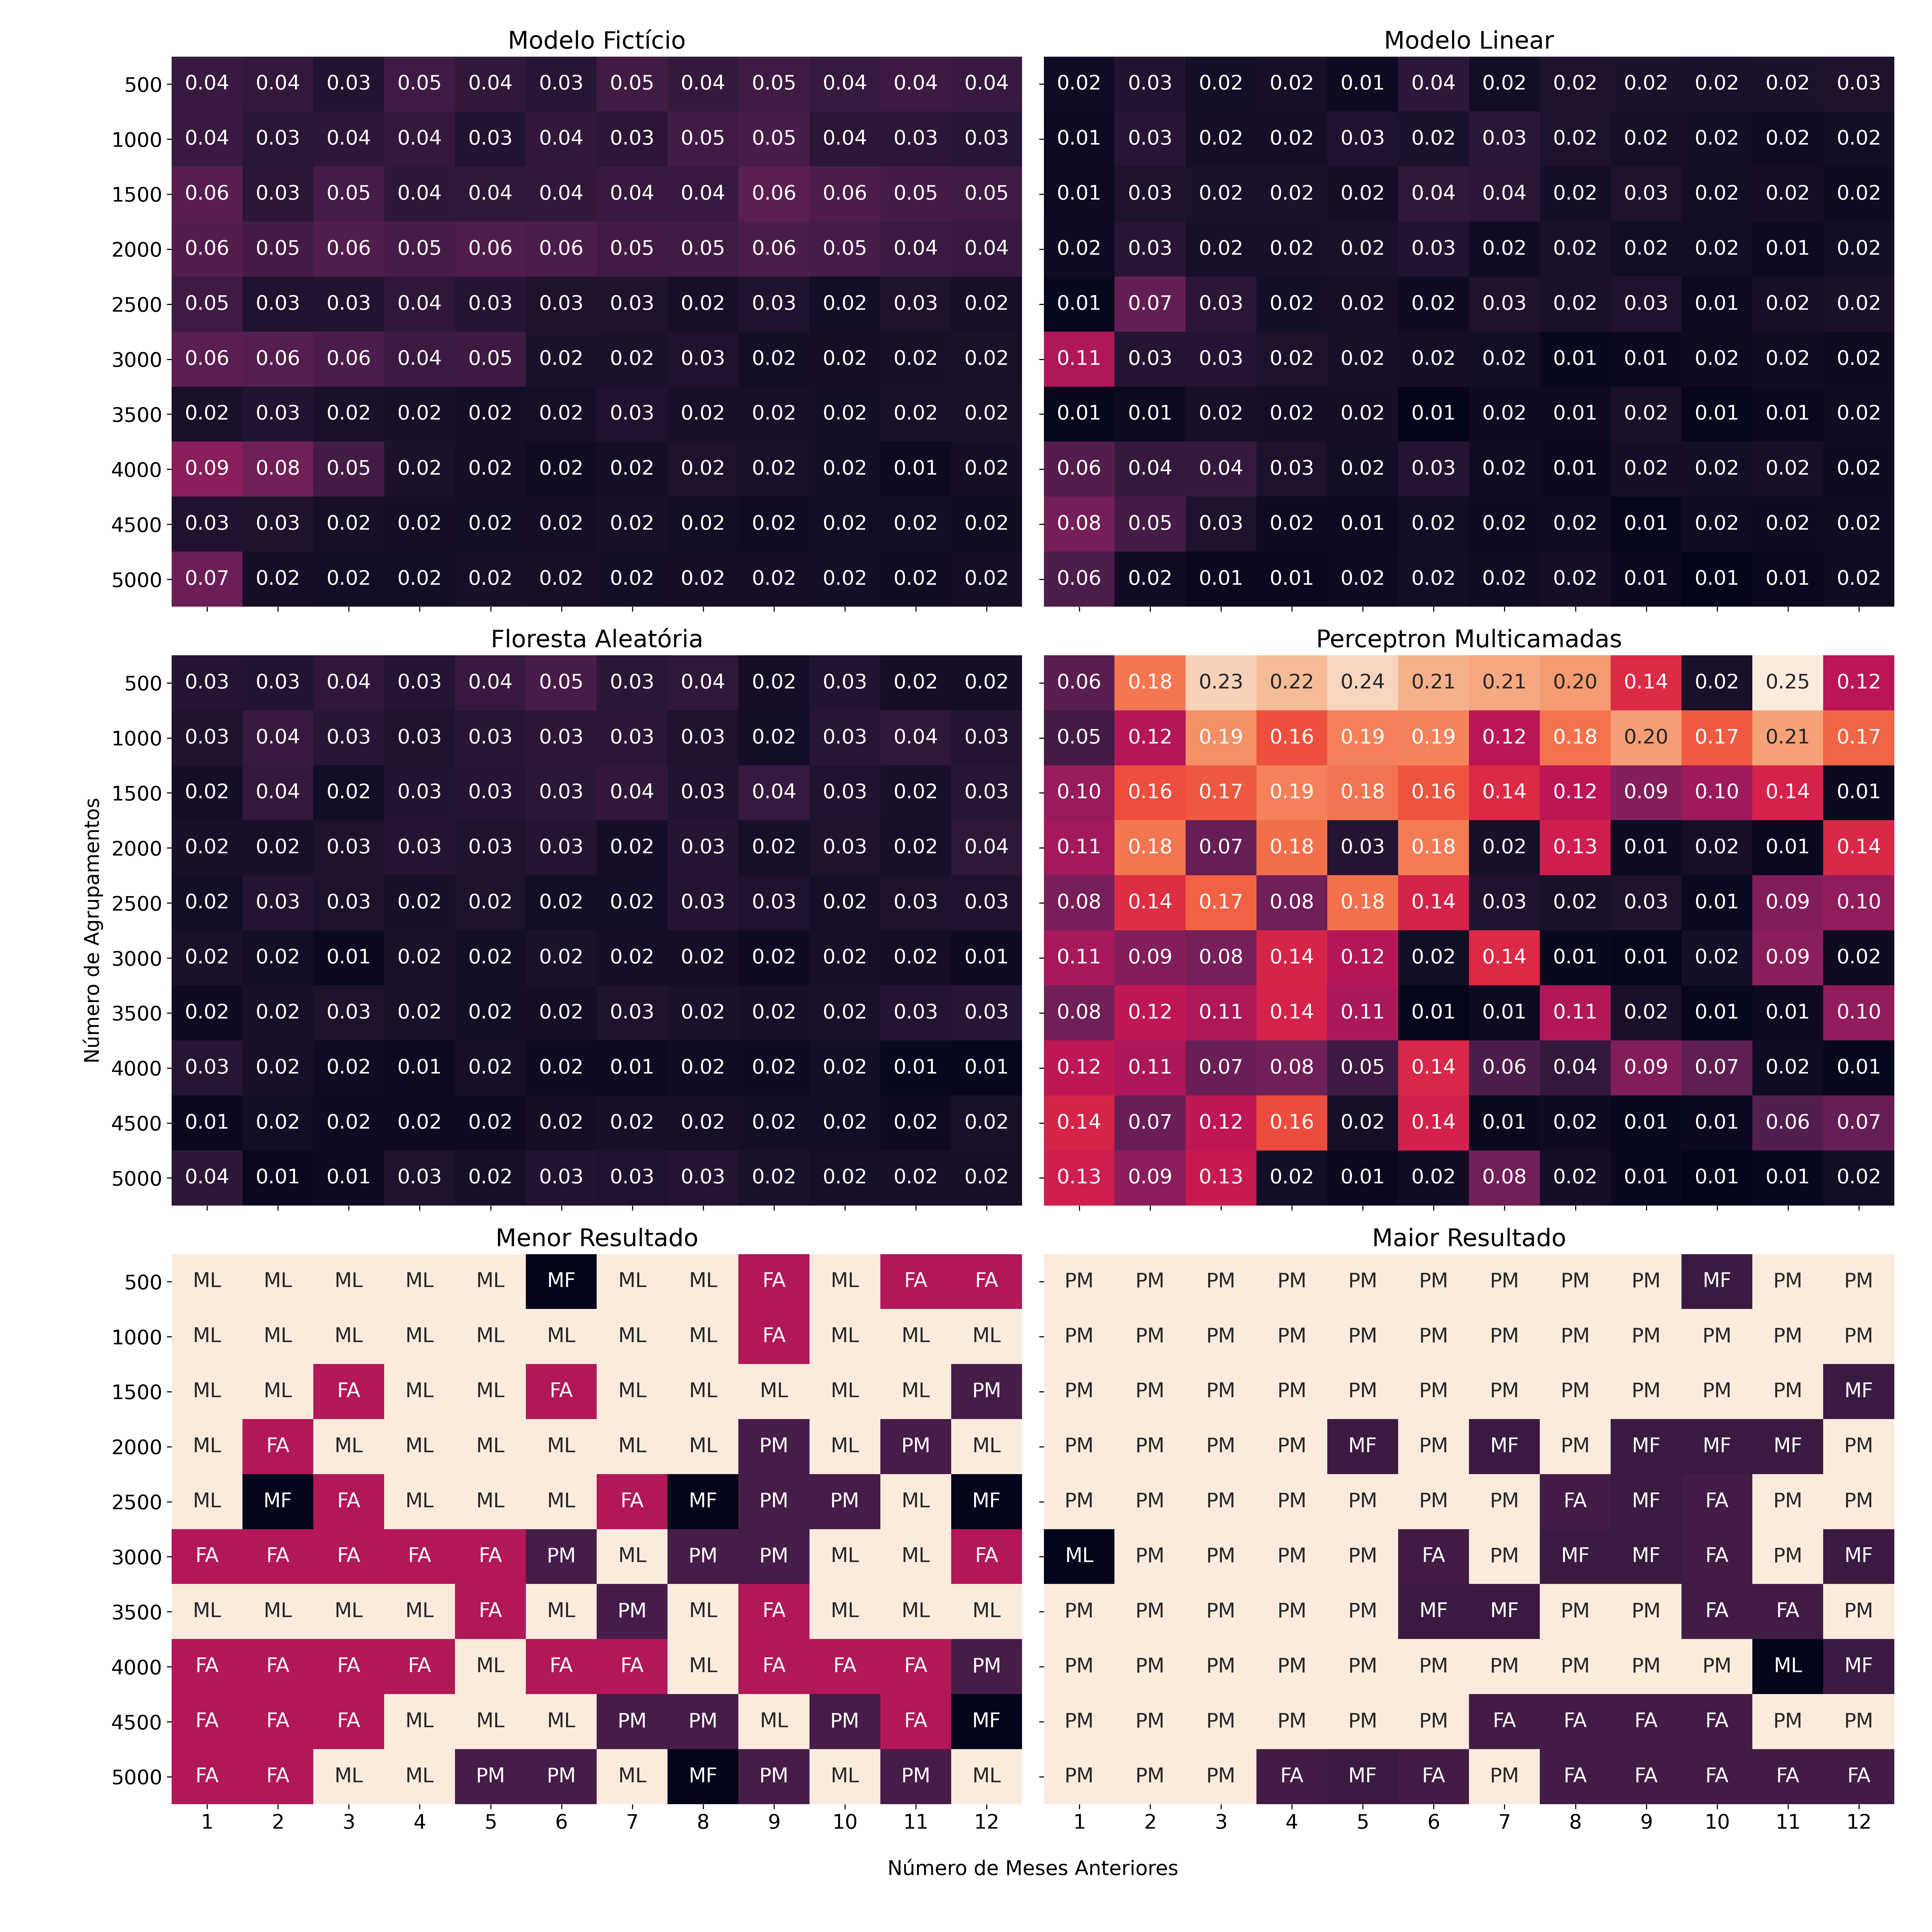 Modelo Fictício
500 0.04 0.04 0.03 0.05 0.04 0.03 0.05 0.04 0.05 0.04 0.04 0.04
1000 0.04 0.03 0.04 0.04 0.03 0.04 0.03 0.05 0.05 0.04 0.03 0.03
1500 0.06 0.03 0.05 0.04 0.04 0.04 0.04 0.04 0.06 0.06 0.05 0.05
2000 0.06 0.05 0.06 0.05 0.06 0.06 0.05 0.05 0.06 0.05 0.04 0.04
2500 0.05 0.03 0.03 0.04 0.03 0.03 0.03 0.02 0.03 0.02 0.03 0.02
3000 0.06 0.06 0.06 0.04 0.05 0.02 0.02 0.03 0.02 0.02 0.02 0.02
3500 0.02 0.03 0.02 0.02 0.02 0.02 0.03 0.02 0.02 0.02 0.02 0.02
4000 0.09 0.08 0.05 0.02 0.02 0.02 0.02 0.02 0.02 0.02 0.01 0.02
4500 0.03 0.03 0.02 0.02 0.02 0.02 0.02 0.02 0.02 0.02 0.02 0.02
5000 0.07 0.02 0.02 0.02 0.02 0.02 0.02 0.02 0.02 0.02 0.02 0.02
Modelo Linear
0.02 0.03 0.02 0.02 0.01 0.04 0.02 0.02 0.02 0.02 0.02 0.03
0.01 0.03 0.02 0.02 0.03 0.02 0.03 0.02 0.02 0.02 0.02 0.02
0.01 0.03 0.02 0.02 0.02 0.04 0.04 0.02 0.03 0.02 0.02 0.02
0.02 0.03 0.02 0.02 0.02 0.03 0.02 0.02 0.02 0.02 0.01 0.02
0.01 0.07 0.03 0.02 0.02 0.02 0.03 0.02 0.03 0.01 0.02 0.02
0.11 0.03 0.03 0.02 0.02 0.02 0.02 0.01 0.01 0.02 0.02 0.02
0.01 0.01 0.02 0.02 0.02 0.01 0.02 0.01 0.02 0.01 0.01 0.02
0.06 0.04 0.04 0.03 0.02 0.03 0.02 0.01 0.02 0.02 0.02 0.02
0.08 0.05 0.03 0.02 0.01 0.02 0.02 0.02 0.01 0.02 0.02 0.02
0.06 0.02 0.01 0.01 0.02 0.02 0.02 0.02 0.01 0.01 0.01 0.02
Número de Agrupamentos
Floresta Aleatória
500 0.03 0.03 0.04 0.03 0.04 0.05 0.03 0.04 0.02 0.03 0.02 0.02
1000 0.03 0.04 0.03 0.03 0.03 0.03 0.03 0.03 0.02 0.03 0.04 0.03
1500 0.02 0.04 0.02 0.03 0.03 0.03 0.04 0.03 0.04 0.03 0.02 0.03
2000 0.02 0.02 0.03 0.03 0.03 0.03 0.02 0.03 0.02 0.03 0.02 0.04
2500 0.02 0.03 0.03 0.02 0.02 0.02 0.02 0.03 0.03 0.02 0.03 0.03
3000 0.02 0.02 0.01 0.02 0.02 0.02 0.02 0.02 0.02 0.02 0.02 0.01
3500 0.02 0.02 0.03 0.02 0.02 0.02 0.03 0.02 0.02 0.02 0.03 0.03
4000 0.03 0.02 0.02 0.01 0.02 0.02 0.01 0.02 0.02 0.02 0.01 0.01
4500 0.01 0.02 0.02 0.02 0.02 0.02 0.02 0.02 0.02 0.02 0.02 0.02
5000 0.04 0.01 0.01 0.03 0.02 0.03 0.03 0.03 0.02 0.02 0.02 0.02
Perceptron Multicamadas
0.06 0.18 0.23 0.22 0.24 0.21 0.21 0.20 0.14 0.02 0.25 0.12
0.05 0.12 0.19 0.16 0.19 0.19 0.12 0.18 0.20 0.17 0.21 0.17
0.10 0.16 0.17 0.19 0.18 0.16 0.14 0.12 0.09 0.10 0.14 0.01
0.11 0.18 0.07 0.18 0.03 0.18 0.02 0.13 0.01 0.02 0.01 0.14
0.08 0.14 0.17 0.08 0.18 0.14 0.03 0.02 0.03 0.01 0.09 0.10
0.11 0.09 0.08 0.14 0.12 0.02 0.14 0.01 0.01 0.02 0.09 0.02
0.08 0.12 0.11 0.14 0.11 0.01 0.01 0.11 0.02 0.01 0.01 0.10
0.12 0.11 0.07 0.08 0.05 0.14 0.06 0.04 0.09 0.07 0.02 0.01
0.14 0.07 0.12 0.16 0.02 0.14 0.01 0.02 0.01 0.01 0.06 0.07
0.13 0.09 0.13 0.02 0.01 0.02 0.08 0.02 0.01 0.01 0.01 0.02
Menor Resultado
500 ML ML ML ML ML MF ML ML FA ML FA FA
1000 ML ML ML ML ML ML ML ML FA ML ML ML
1500 ML ML FA ML ML FA ML ML ML ML ML PM
2000 ML FA ML ML ML ML ML ML PM ML PM ML
2500 ML MF FA ML ML ML FA MF PM PM ML MF
3000 FA FA FA FA FA PM ML PM PM ML ML FA
3500 ML ML ML ML FA ML PM ML FA ML ML ML
4000 FA FA FA FA ML FA FA ML FA FA FA PM
4500 FA FA FA ML ML ML PM PM ML PM FA MF
5000 FA FA ML ML PM PM ML MF PM ML PM ML
1 2 3 4 5 6 7 8 9 10 11 12
Maior Resultado
PM PM PM PM PM PM PM PM PM MF PM PM
PM PM PM PM PM PM PM PM PM PM PM PM
PM PM PM PM PM PM PM PM PM PM PM MF
PM PM PM PM MF PM MF PM MF MF MF PM
PM PM PM PM PM PM PM FA MF FA PM PM
ML PM PM PM PM FA PM MF MF FA PM MF
PM PM PM PM PM MF MF PM PM FA FA PM
PM PM PM PM PM PM PM PM PM PM ML MF
PM PM PM PM PM PM FA FA FA FA PM PM
PM PM PM FA MF FA PM FA FA FA FA FA
1 2 3 4 5 6 7 8 9 10 11 12
Número de Meses Anteriores